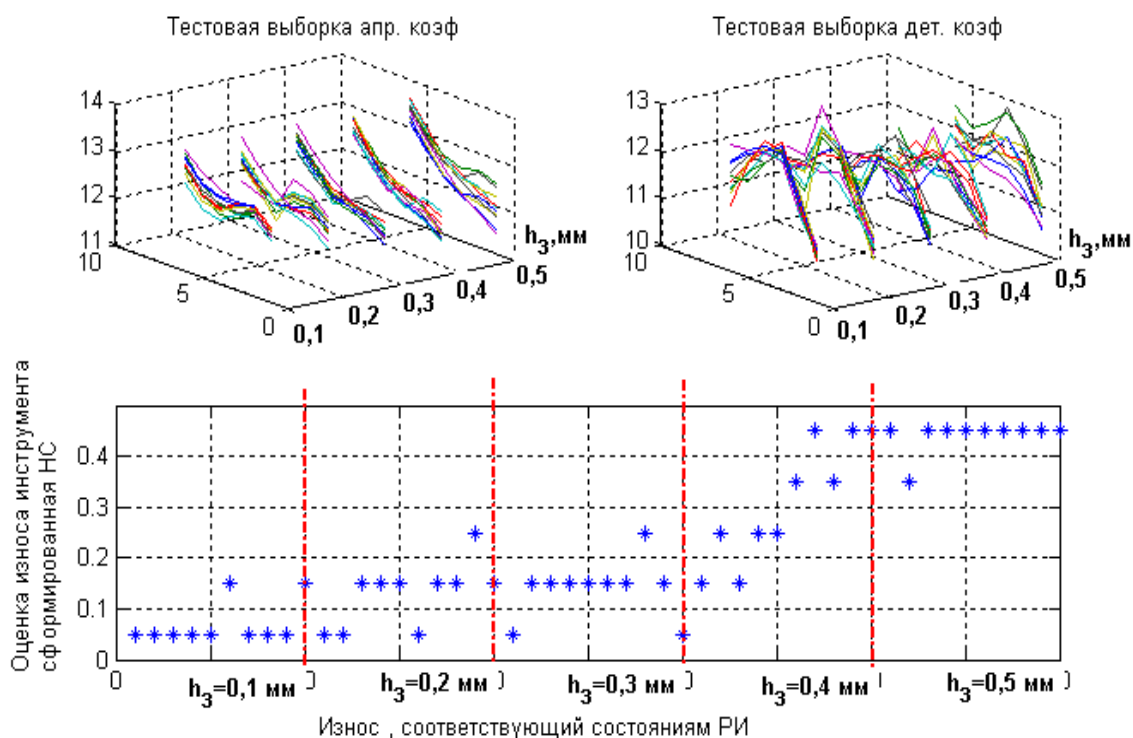 Тестовая выборка апр. коэф
Тестовая выборка дет. коэф
14
13
12
11
10
5
0
0,1
0,2
0,3
0,4
0,5
h3,мм
13
12
11
10
10
5
0
0,1
0,2
0,3
0,4
0,5
h3,мм
Оценка износа инструмента
сф ормированная НС
0.4
0.3
0.2
0.1
0
0
h3=0,1 мм
h3=0,2 мм
h3=0,3 мм
h3=0,4 мм
h3=0,5 мм
Износ , соответствующий состояниям РИ